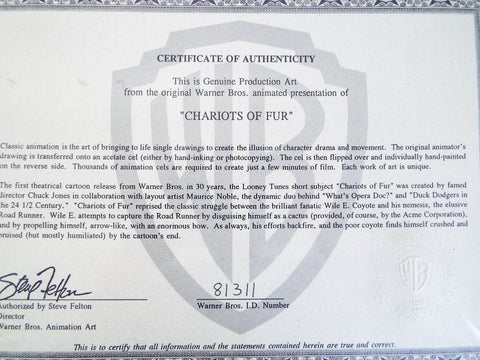 CERTIFICATE OF AUTHENTICITY
This is Genuine Production Art
from the original Warner Bros. animated presentation of
"CHARIOTS OF FUR"
Classic animation is the art of bringing to life single drawings to create the illusion of character drama and movement. The original animator's
drawing is transferred onto an acetate cel (either by hand-inking or photocopying). The cel is then flipped over and individually hand-painted
on the reverse side. Thousands of animation cels are required to create just a few minutes of film. Each work of art is unique.
The first theatrical cartoon release from Warner Bros. in 30 years, the Looney Tunes short subject "Chariots of Fur" was created by famed
director Chuck Jones in collaboration with layout artist Maurice Noble, the dynamic duo behind "What's Opera Doc?" and "Duck Dodgers in
the 24 1/2 Century." "Chariots of Fur" reprised the classic struggle between the brilliant fanatic Wile E. Coyote and his nemesis, the elusive
Road Runner. Wile E. attempts to capture the Road Runner by disguising himself as a cactus (provided, of course, by the Acme Corporation),
and by propelling himself, arrow-like, with an enormous bow. As always, his efforts backfire, and the poor coyote finds himself crushed and
bruised (but mostly humiliated) by the cartoon's end.
Steve Felton
81311
Authorized by Steve Felton
Warner Bros. I.D. Number
Director
Warner Bros. Animation Art
This is to certify that all information and the statements contained herein are true and correct.